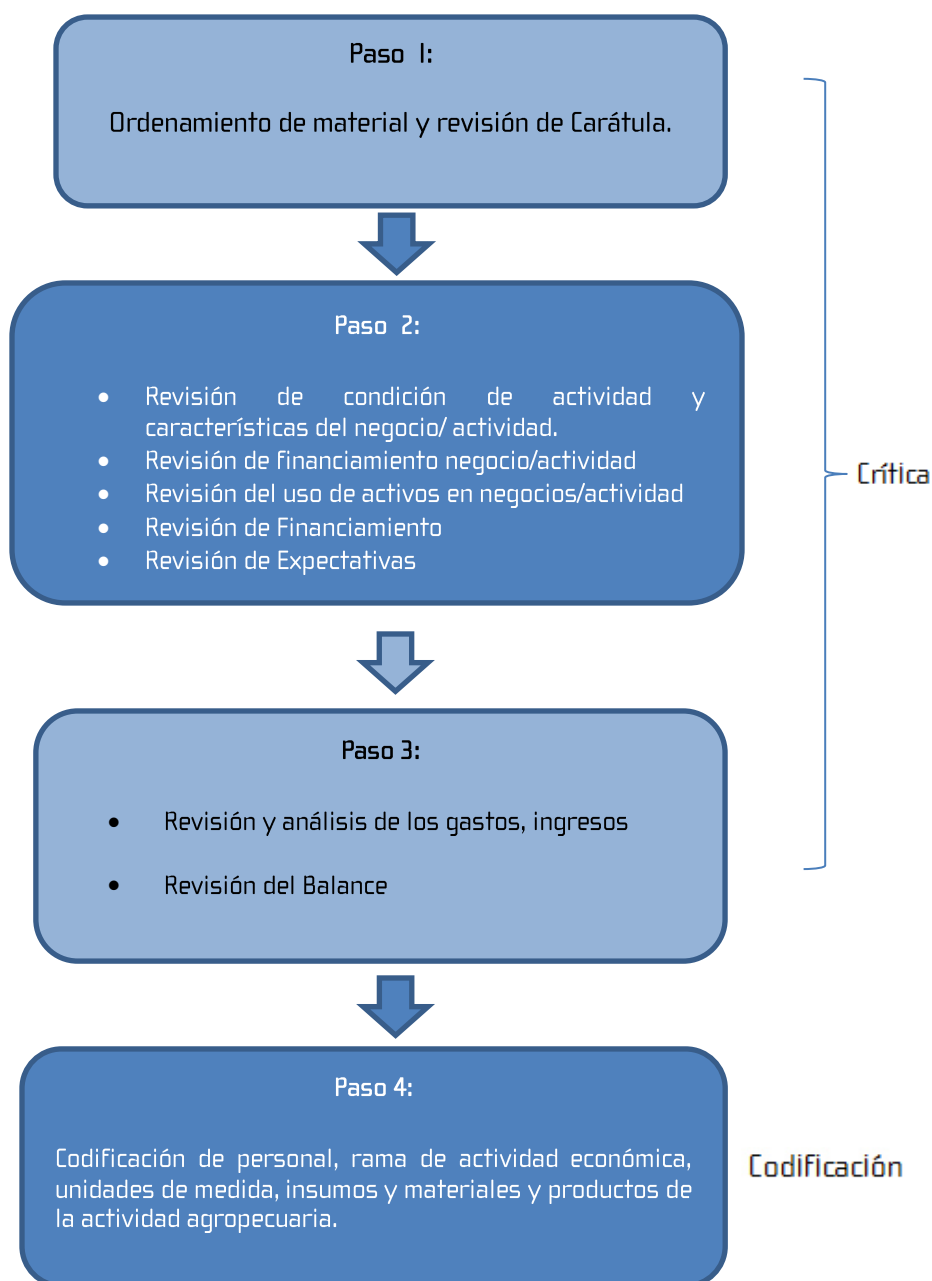 Paso 1:
Ordenamiento de material y revisión de Carátula.
Paso 2:
• Revisión de condición de actividad y
características del negocio/ actividad.
• Revisión de financiamiento negocio/actividad
• Revisión del uso de activos en negocios/actividad
• Revisión de Financiamiento
• Revisión de Expectativas
Crítica
Paso 3:
• Revisión y análisis de los gastos, ingresos
• Revisión del Balance
Paso 4:
Codificación de personal, rama de actividad económica,
unidades de medida, insumos y materiales y productos de
la actividad agropecuaria.
Codificación